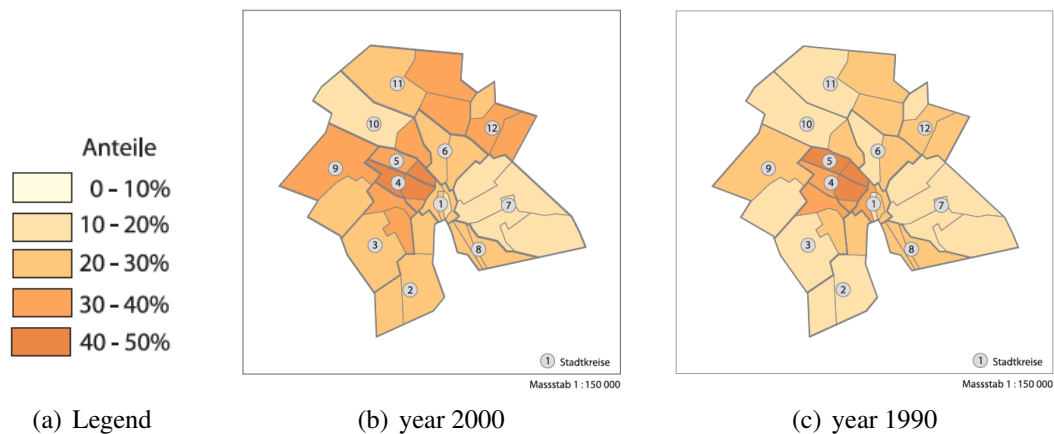 Anteile
0 – 10%
10 – 20%
20 – 30%
30 – 40%
40 – 50%
(a) Legend
11
10
12
9
5
6
4
1
7
3
8
2
1 Stadtkreise
Massstab 1 : 150 000
(b) year 2000
11
10
12
9
5
6
4
1
7
3
8
2
1 Stadtkreise
Massstab 1 : 150 000
(c) year 1990